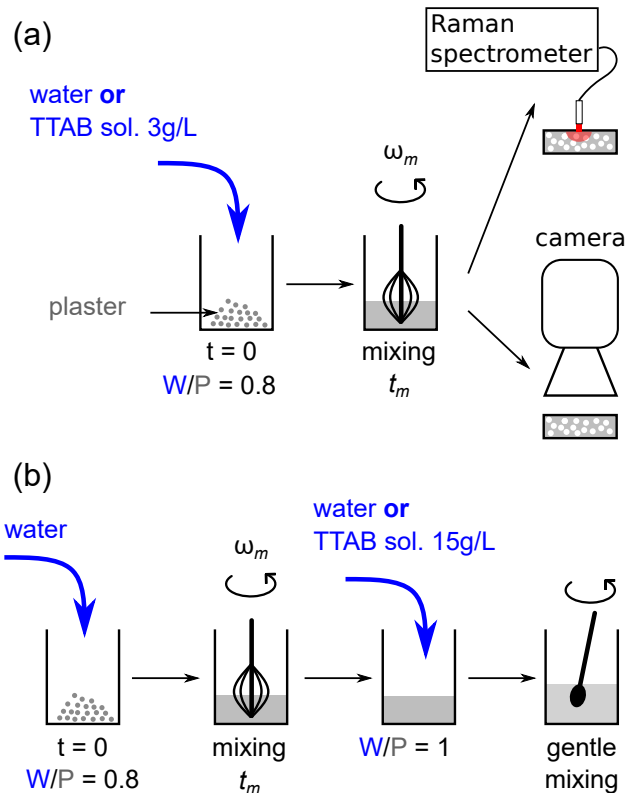 (a)
Raman
spectrometer
water or
TTAB sol. 3g/L
ωm
camera
plaster
t = 0
W/P = 0.8
mixing
tm
(b)
water
water or
TTAB sol. 15g/L
ωm
t = 0
W/P = 0.8
mixing
tm
W/P = 1
gentle
mixing